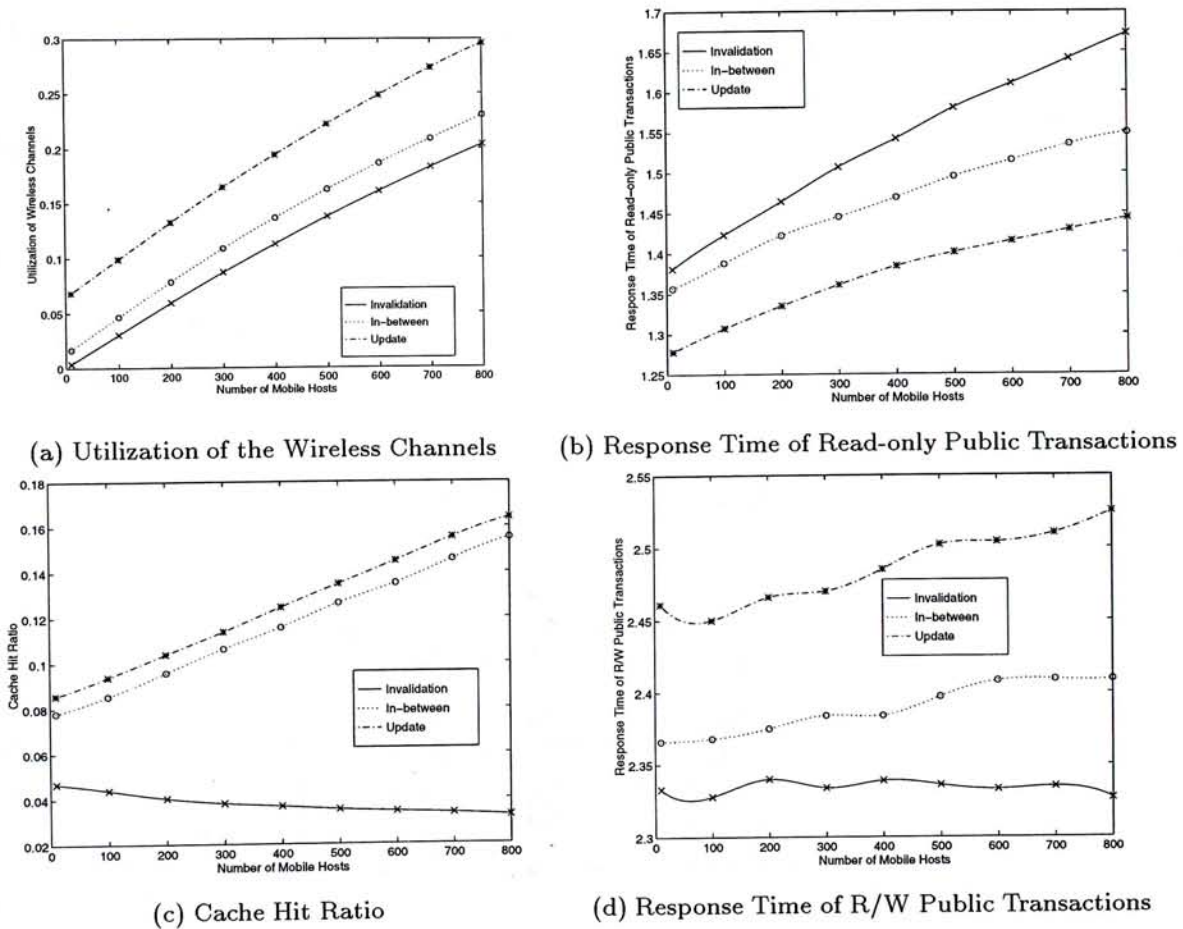 0.3
0.25
0.2
0.15
0.1
0.05
0
Utilization of Wireless Channels
Invalidation
In-between
Update
0 100 200 300 400 500 600 700 800
Number of Mobile Hosts
(a) Utilization of the Wireless Channels
1.7
1.65
1.6
1.55
1.5
1.45
1.4
1.35
1.3
1.25
Response Time of Read-only Public Transactions
Invalidation
In-between
Update
0 100 200 300 400 500 600 700 800
Number of Mobile Hosts
(b) Response Time of Read-only Public Transactions
0.18
0.16
0.14
0.12
0.1
0.08
0.06
0.04
0.02
Cache Hit Ratio
Invalidation
In-between
Update
0 100 200 300 400 500 600 700 800
Number of Mobile Hosts
(c) Cache Hit Ratio
2.55
2.5
2.45
2.4
2.35
2.3
Response Time of R/W Public Transactions
Invalidation
In-between
Update
0 100 200 300 400 500 600 700 800
Number of Mobile Hosts
(d) Response Time of R/W Public Transactions